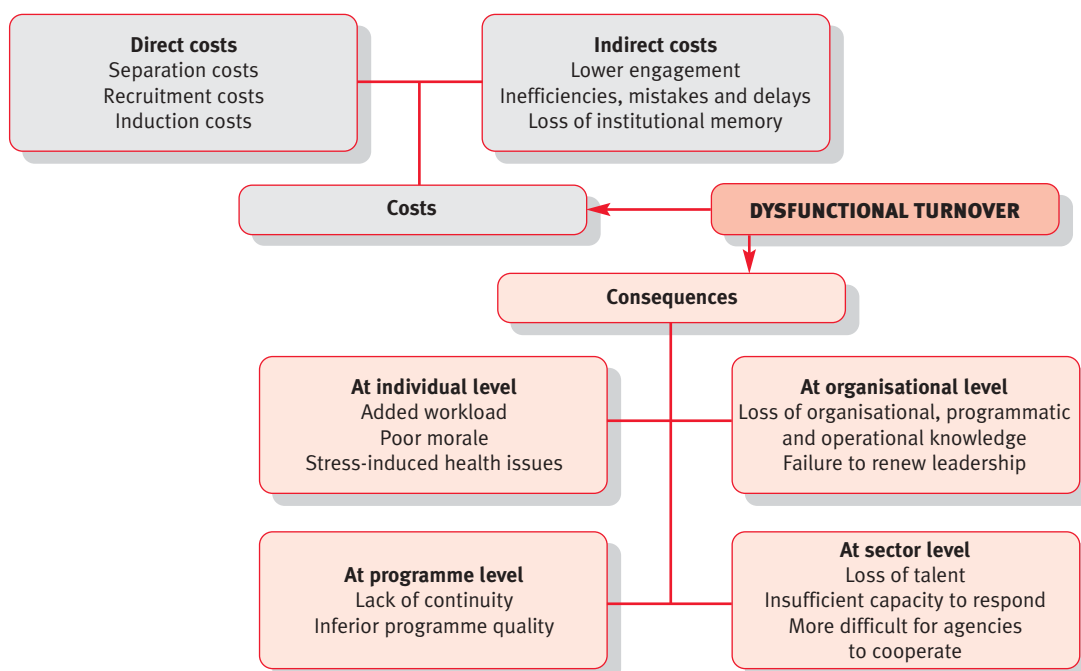 Direct costs
Separation costs
Recruitment costs
Induction costs
Indirect costs
Lower engagement
Inefficiencies, mistakes and delays
Loss of institutional memory
Costs
DYSFUNCTIONAL TURNOVER
Consequences
At individual level
Added workload
Poor morale
Stress-induced health issues
At organisational level
Loss of organisational, programmatic
and operational knowledge
Failure to renew leadership
At programme level
Lack of continuity
Inferior programme quality
At sector level
Loss of talent
Insufficient capacity to respond
More difficult for agencies
to cooperate